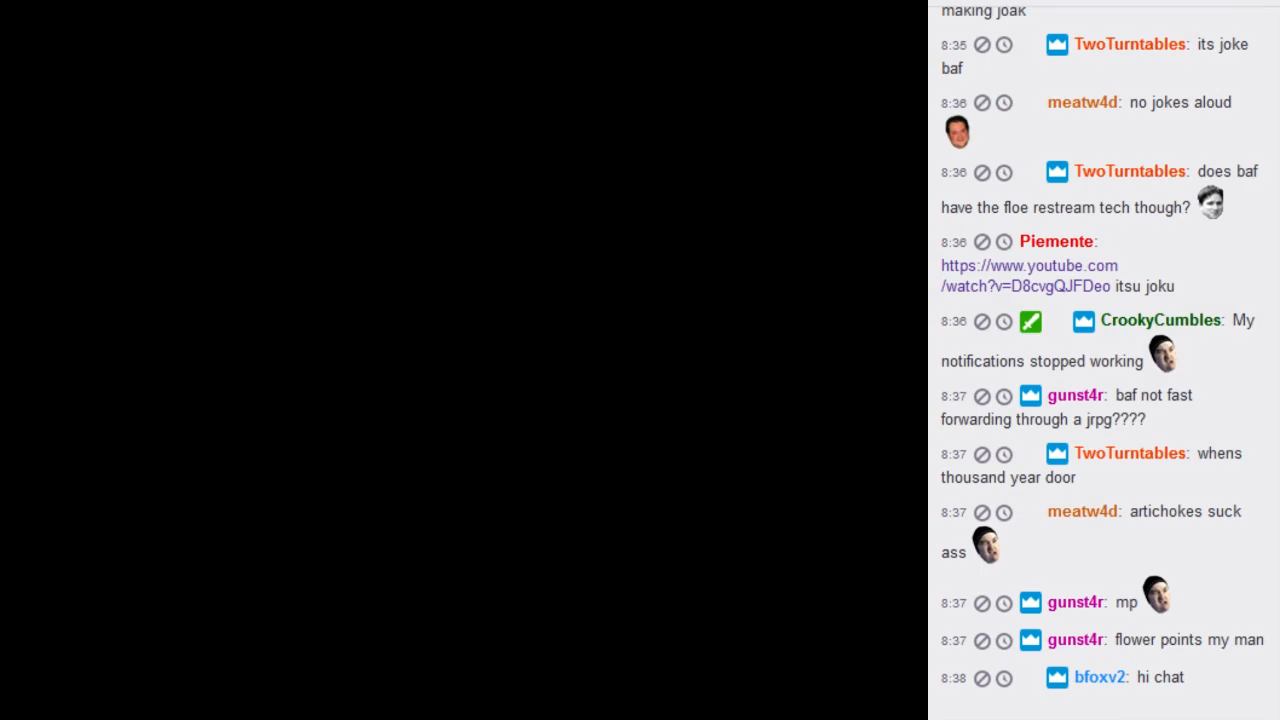 making joak
8:35 TwoTurntables: its joke
baf
8:36 meatw4d: no jokes aloud
8:36 TwoTurntables: does baf
have the floe restream tech though?
8:36 Piemente:
https://www.youtube.com
/watch?v=D8cvgQJFDeo itsu joku
8:36 CrookyCumbles: My
notifications stopped working
8:37 gunst4r: baf not fast
forwarding through a jrpg????
8:37 TwoTurntables: whens
thousand year door
8:37 meatw4d: artichokes suck
ass
8:37 gunst4r: mp
8:37 gunst4r: flower points my man
8:38 bfoxv2: hi chat